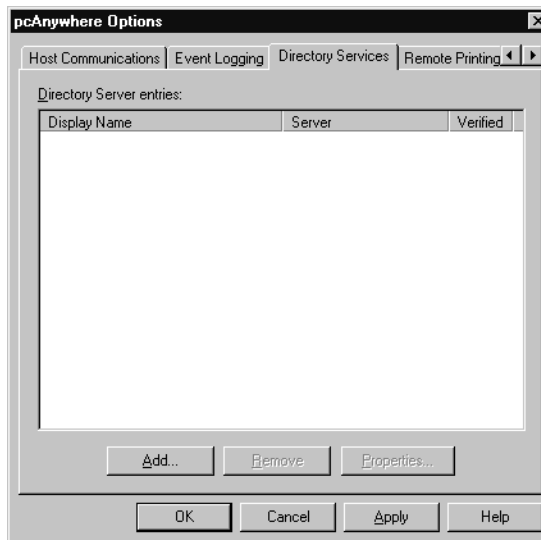 pcAnywhere Options
Host Communications Event Logging Directory Services Remote Printing
Directory Server entries:
Display Name Server Verified
Add... Remove Properties...
OK Cancel Apply Help